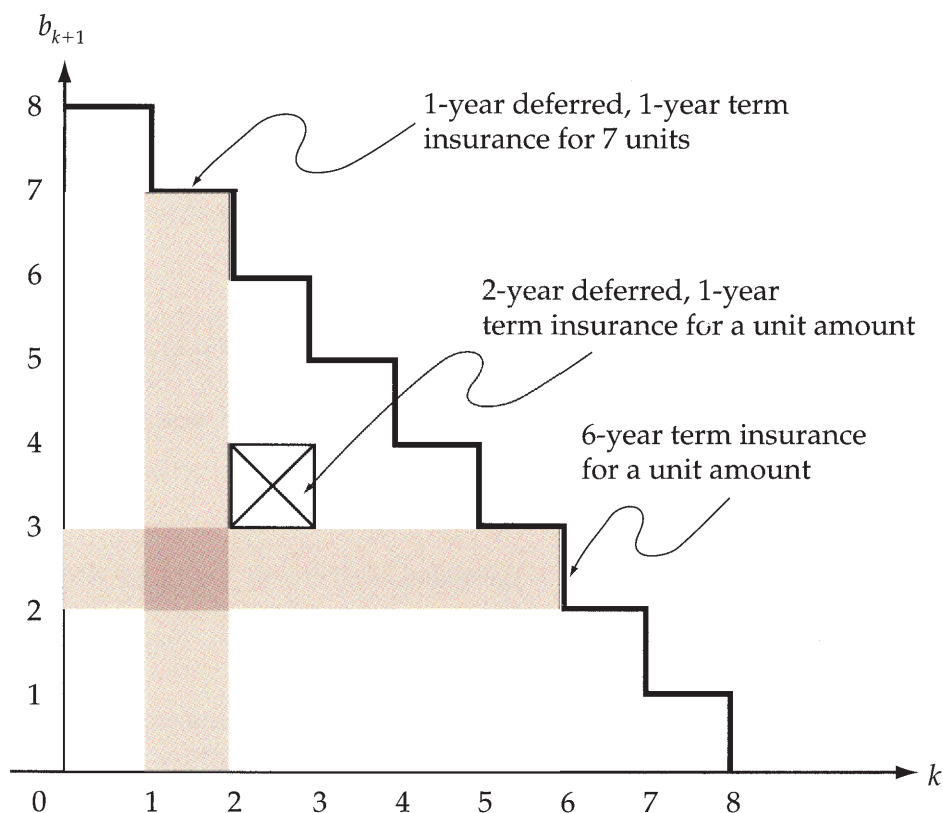 b_{k+1}
8
1-year deferred, 1-year term
insurance for 7 units
7
6
2-year deferred, 1-year
term insurance for a unit amount
5
4
6-year term insurance
for a unit amount
3
2
1
0 1 2 3 4 5 6 7 8 k